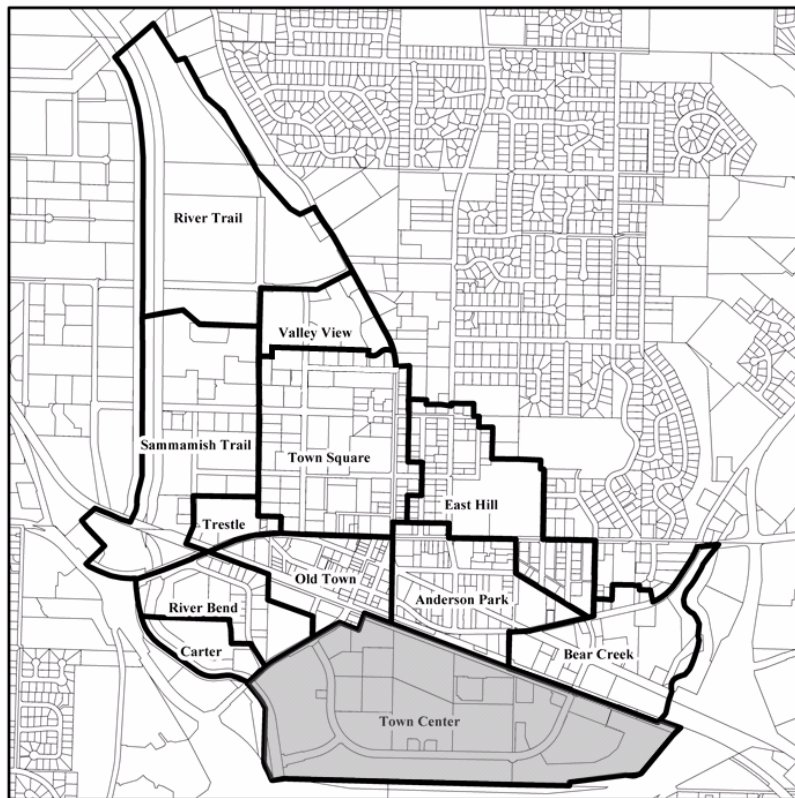 River Trail
Valley View
Sammamish Trail
Town Square
East Hill
Trestle
Old Town
Anderson Park
River Bend
Carter
Bear Creek
Town Center